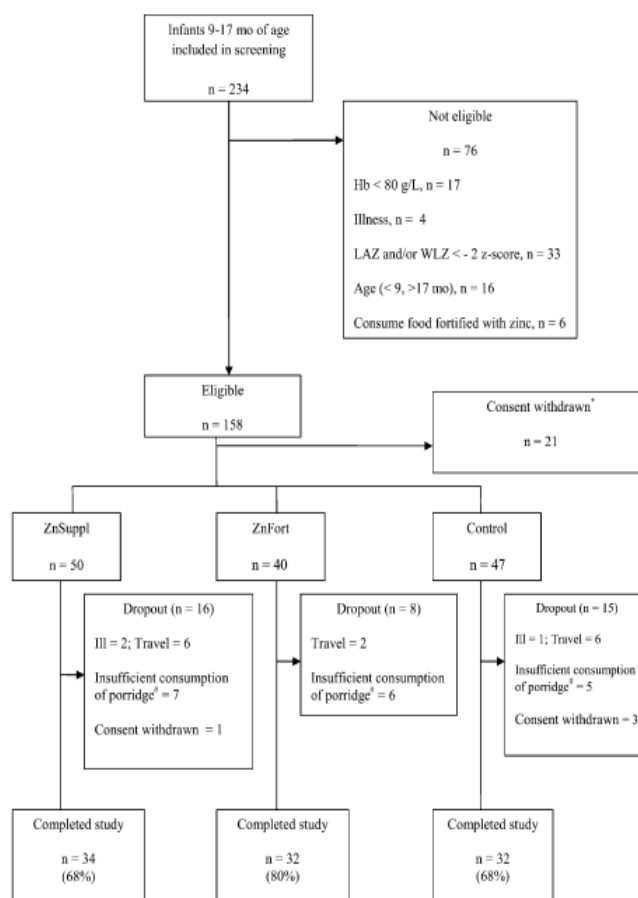 Infants 9-17 mo of age
included in screening
n = 234
Not eligible
n = 76
Hb < 80 g/L, n = 17
Illness, n = 4
LAZ and/or WLZ < - 2 z-score, n = 33
Age (< 9, >17 mo), n = 16
Consume food fortified with zinc, n = 6
Eligible
n = 158
Consent withdrawn*
n = 21
ZnSuppl
n = 50
ZnFort
n = 40
Control
n = 47
Dropout (n = 16)
Ill = 2; Travel = 6
Insufficient consumption
of porridge# = 7
Consent withdrawn = 1
Dropout (n = 8)
Travel = 2
Insufficient consumption
of porridge# = 6
Dropout (n = 15)
Ill = 1; Travel = 6
Insufficient consumption
of porridge# = 5
Consent withdrawn = 3
Completed study
n = 34
(68%)
Completed study
n = 32
(80%)
Completed study
n = 32
(68%)